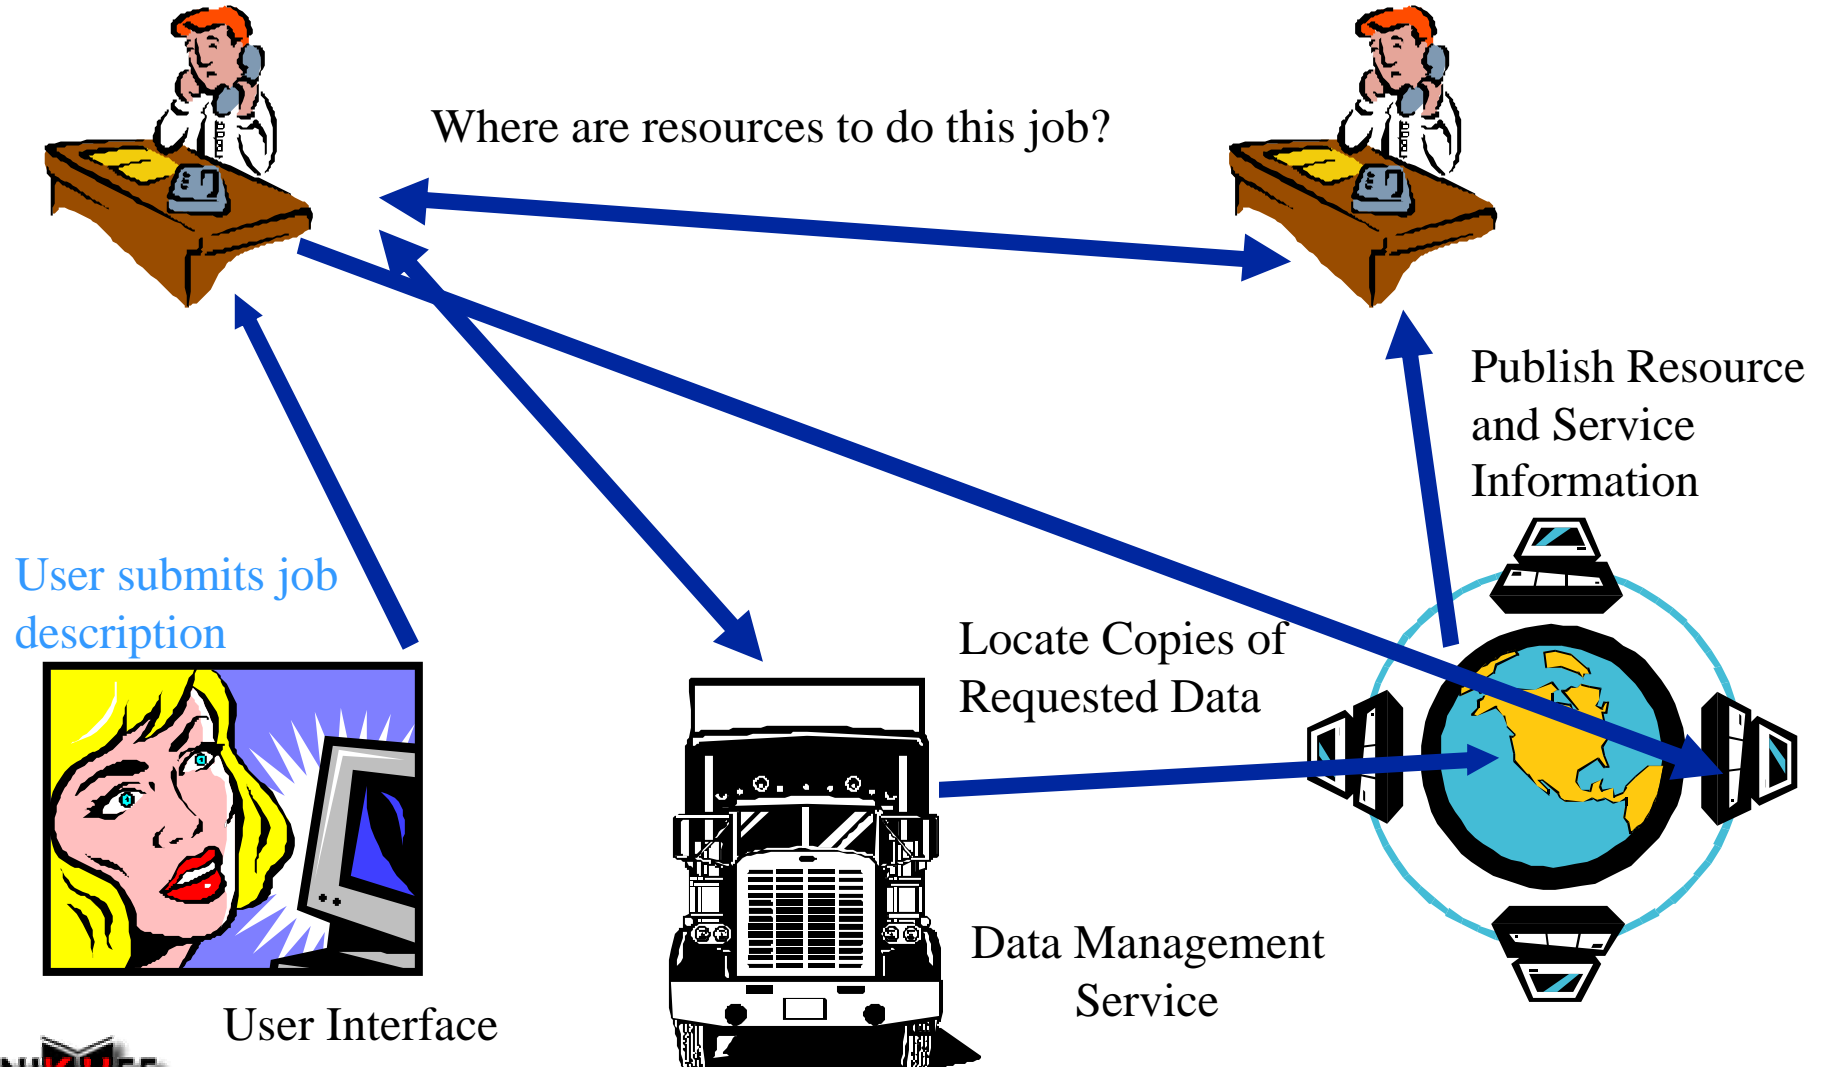 Where are resources to do this job?
Publish Resource
and Service
Information
User submits job
description
Locate Copies of
Requested Data
Data Management
Service
User Interface